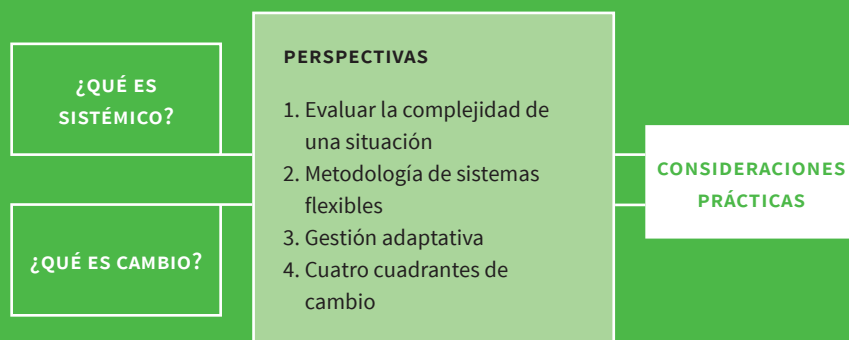 ¿QUÉ ES
SISTÉMICO?
¿QUÉ ES CAMBIO?
PERSPECTIVAS
1. Evaluar la complejidad de
una situación
2. Metodología de sistemas
flexibles
3. Gestión adaptativa
4. Cuatro cuadrantes de
cambio
CONSIDERACIONES
PRÁCTICAS